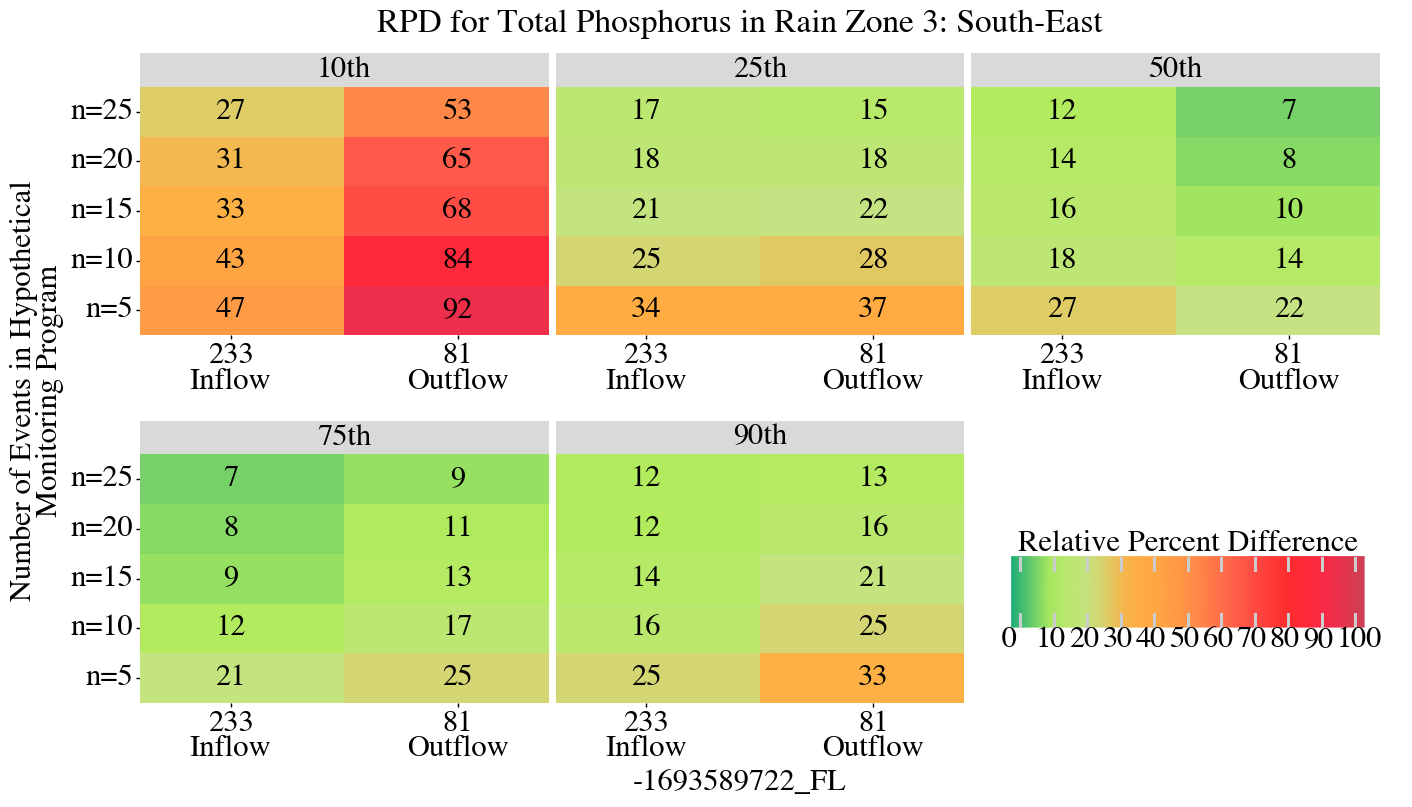 RPD for Total Phosphorus in Rain Zone 3: South-East
10th 25th 50th
n=25 27 53 17 15 12 7
n=20 31 65 18 18 14 8
n=15 33 68 21 22 16 10
n=10 43 84 25 28 18 14
n=5 47 92 34 37 27 22
233 81 233 81 233 81
Inflow Outflow Inflow Outflow Inflow Outflow
Number of Events in Hypothetical
Monitoring Program
75th 90th
n=25 7 9 12 13
n=20 8 11 12 16
n=15 9 13 14 21
n=10 12 17 16 25
n=5 21 25 25 33
233 81 233 81
Inflow Outflow Inflow Outflow
Relative Percent Difference
0 10 20 30 40 50 60 70 80 90 100
-1693589722_FL